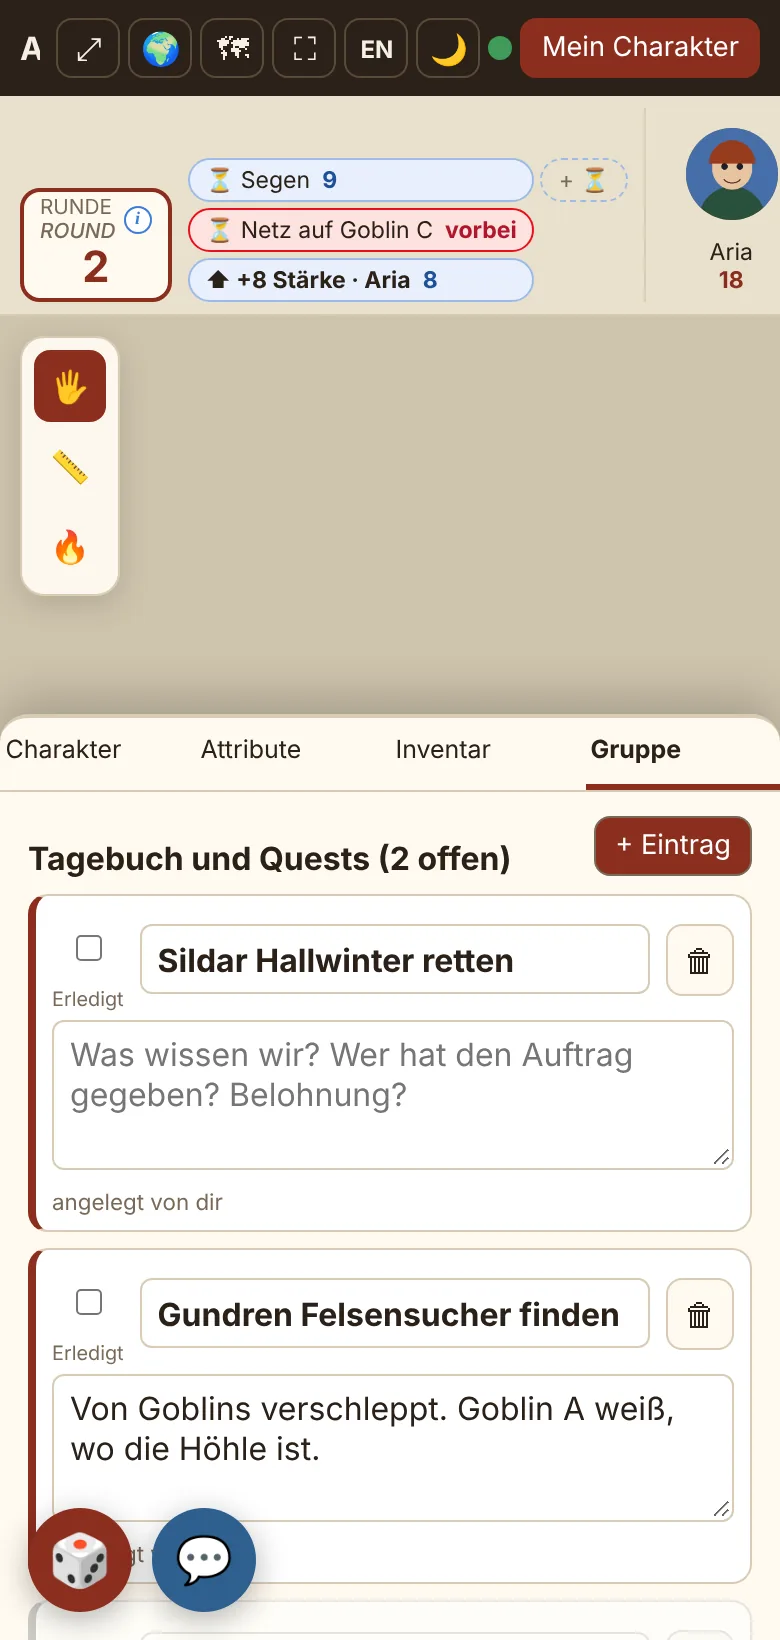 A
EN
Mein Charakter
RUNDE
ROUND
i
2
Segen 9
Netz auf Goblin C vorbei
+8 Stärke · Aria 8
+
Aria
18
Charakter
Attribute
Inventar
Gruppe
Tagebuch und Quests (2 offen)
+ Eintrag
Sildar Hallwinter retten
Erledigt
Was wissen wir? Wer hat den Auftrag
gegeben? Belohnung?
angelegt von dir
Gundren Felsensucher finden
Erledigt
Von Goblins verschleppt. Goblin A weiß,
wo die Höhle ist.